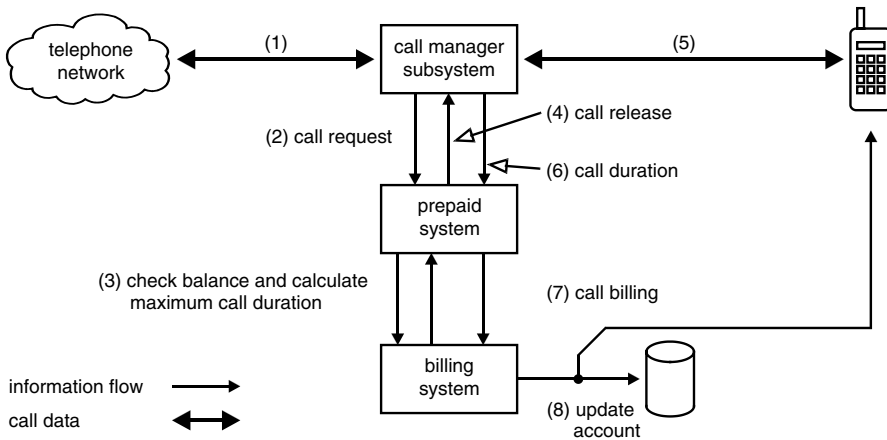 telephone
network
(1)
call manager
subsystem
(5)
(2) call request
(4) call release
(6) call duration
prepaid
system
(3) check balance and calculate
maximum call duration
(7) call billing
billing
system
(8) update
account
information flow
call data